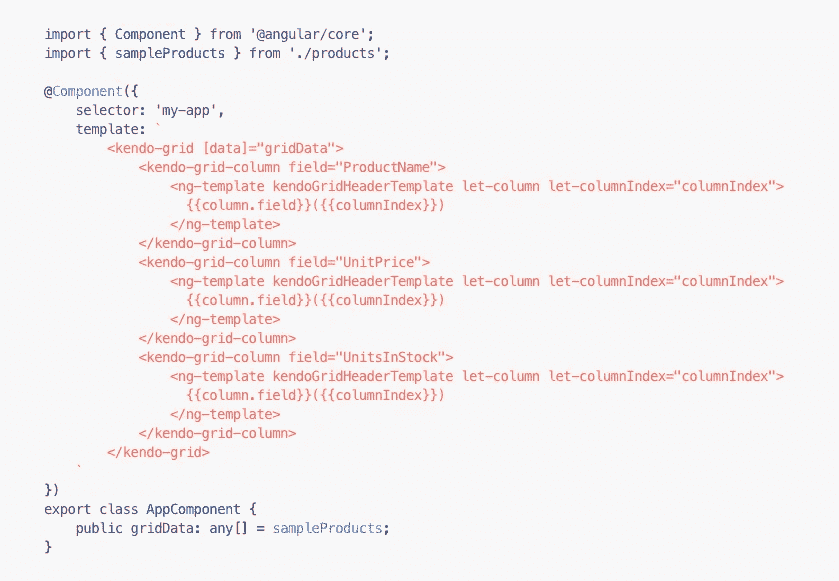 import { Component } from '@angular/core';
import { sampleProducts } from './products';

@Component({
    selector: 'my-app',
    template: `
        <kendo-grid [data]="gridData">
            <kendo-grid-column field="ProductName">
                <ng-template kendoGridHeaderTemplate let-column let-columnIndex="columnIndex">
                  {{column.field}}({{columnIndex}})
                </ng-template>
            </kendo-grid-column>
            <kendo-grid-column field="UnitPrice">
                <ng-template kendoGridHeaderTemplate let-column let-columnIndex="columnIndex">
                  {{column.field}}({{columnIndex}})
                </ng-template>
            </kendo-grid-column>
            <kendo-grid-column field="UnitsInStock">
                <ng-template kendoGridHeaderTemplate let-column let-columnIndex="columnIndex">
                  {{column.field}}({{columnIndex}})
                </ng-template>
            </kendo-grid-column>
        </kendo-grid>
    `
})
export class AppComponent {
    public gridData: any[] = sampleProducts;
}